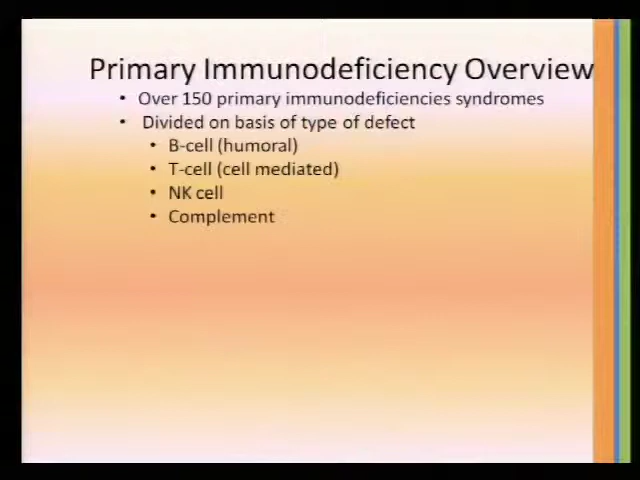 Primary Immunodeficiency Overview
• Over 150 primary immunodeficiencies syndromes
• Divided on basis of type of defect
• B-cell (humoral)
• T-cell (cell mediated)
• NK cell
• Complement